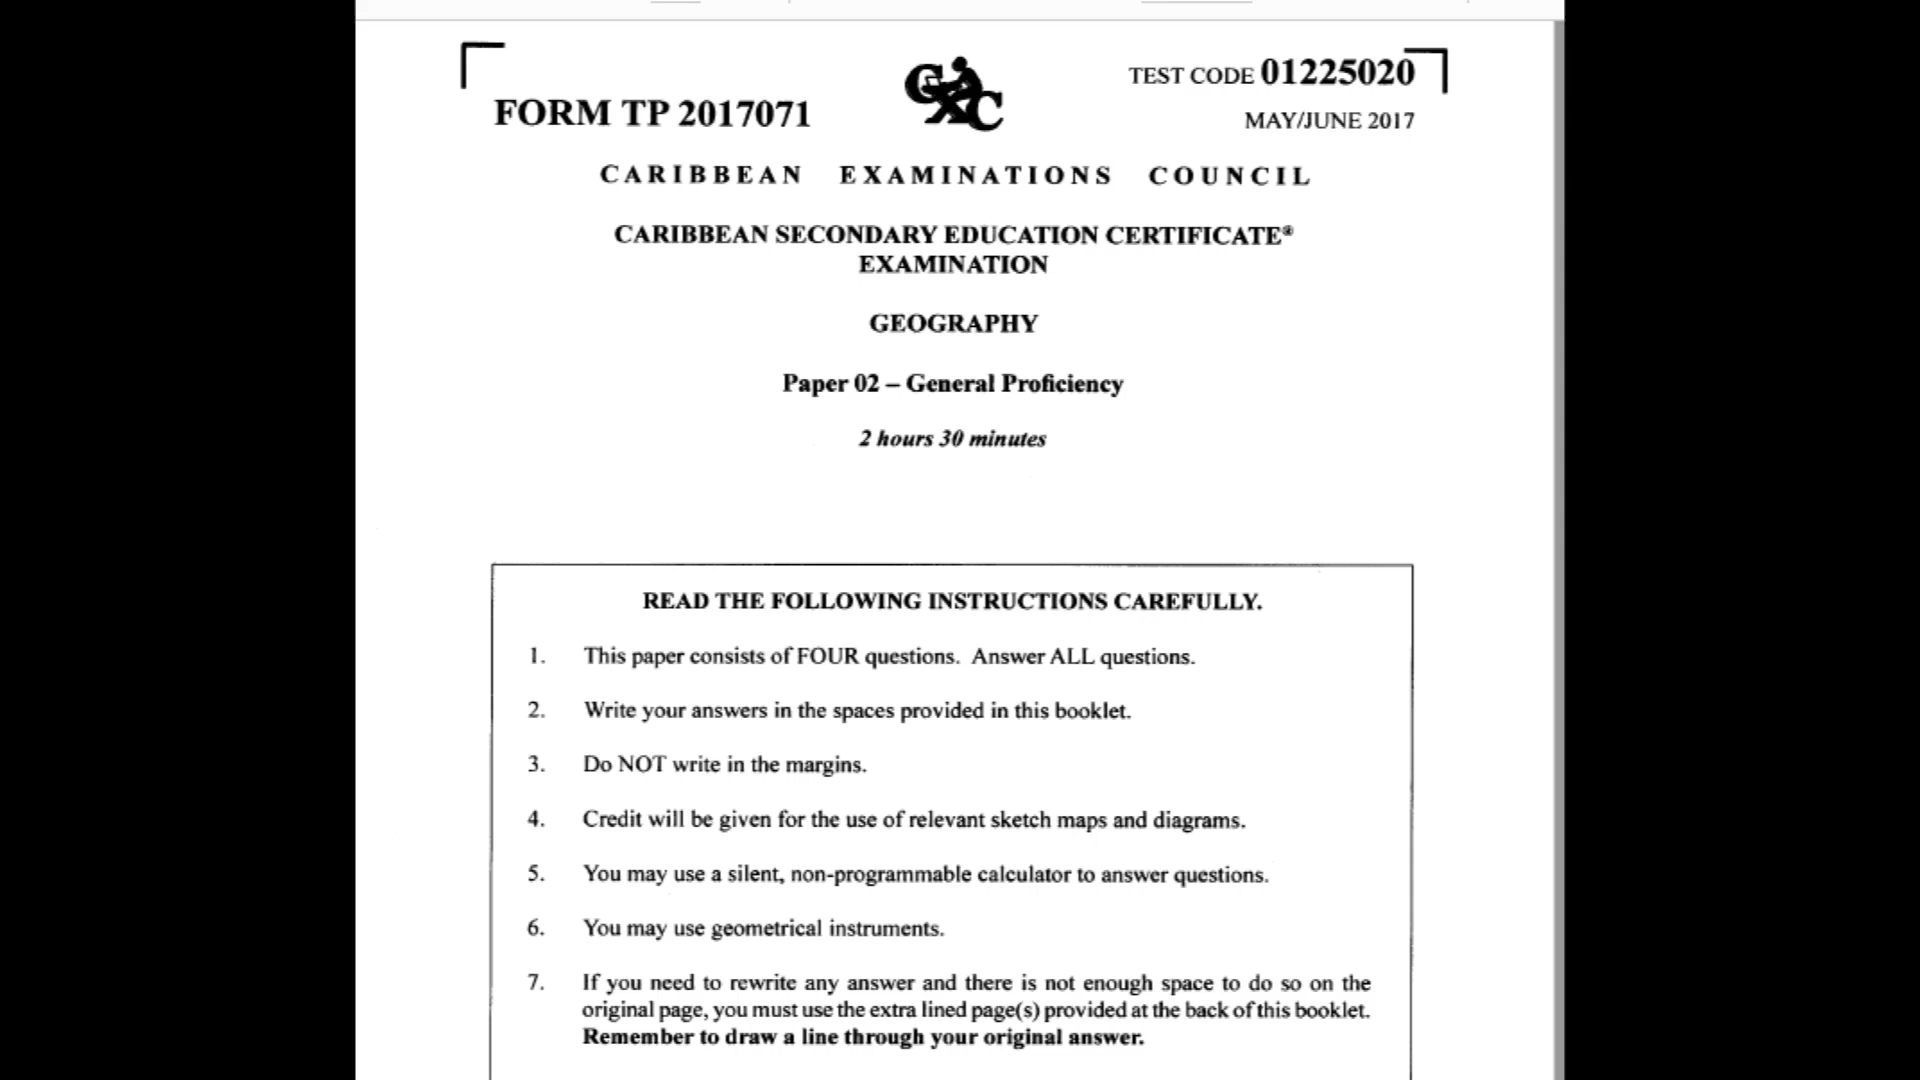 FORM TP 2017071
CXC
TEST CODE 01225020
MAY/JUNE 2017
CARIBBEAN EXAMINATIONS COUNCIL
CARIBBEAN SECONDARY EDUCATION CERTIFICATE®
EXAMINATION
GEOGRAPHY
Paper 02 – General Proficiency
2 hours 30 minutes
READ THE FOLLOWING INSTRUCTIONS CAREFULLY.
1. This paper consists of FOUR questions. Answer ALL questions.
2. Write your answers in the spaces provided in this booklet.
3. Do NOT write in the margins.
4. Credit will be given for the use of relevant sketch maps and diagrams.
5. You may use a silent, non-programmable calculator to answer questions.
6. You may use geometrical instruments.
7. If you need to rewrite any answer and there is not enough space to do so on the
original page, you must use the extra lined page(s) provided at the back of this booklet.
Remember to draw a line through your original answer.